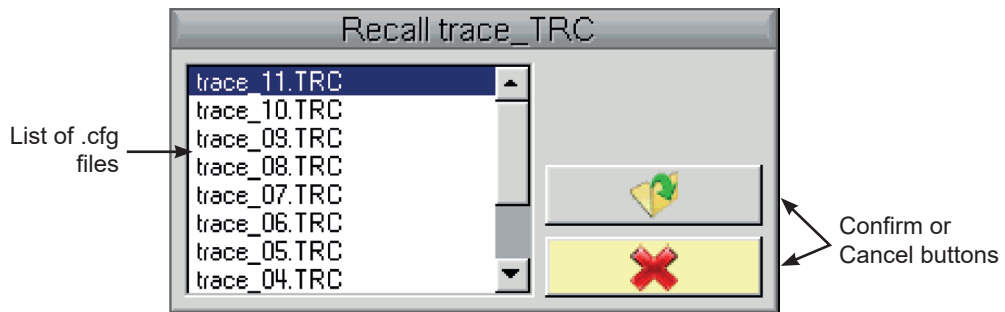 Recall trace_TRC
trace_11.TRC
trace_10.TRC
trace_09.TRC
trace_08.TRC
trace_07.TRC
trace_06.TRC
trace_05.TRC
trace_04.TRC
List of .cfg
files
Confirm or
Cancel buttons